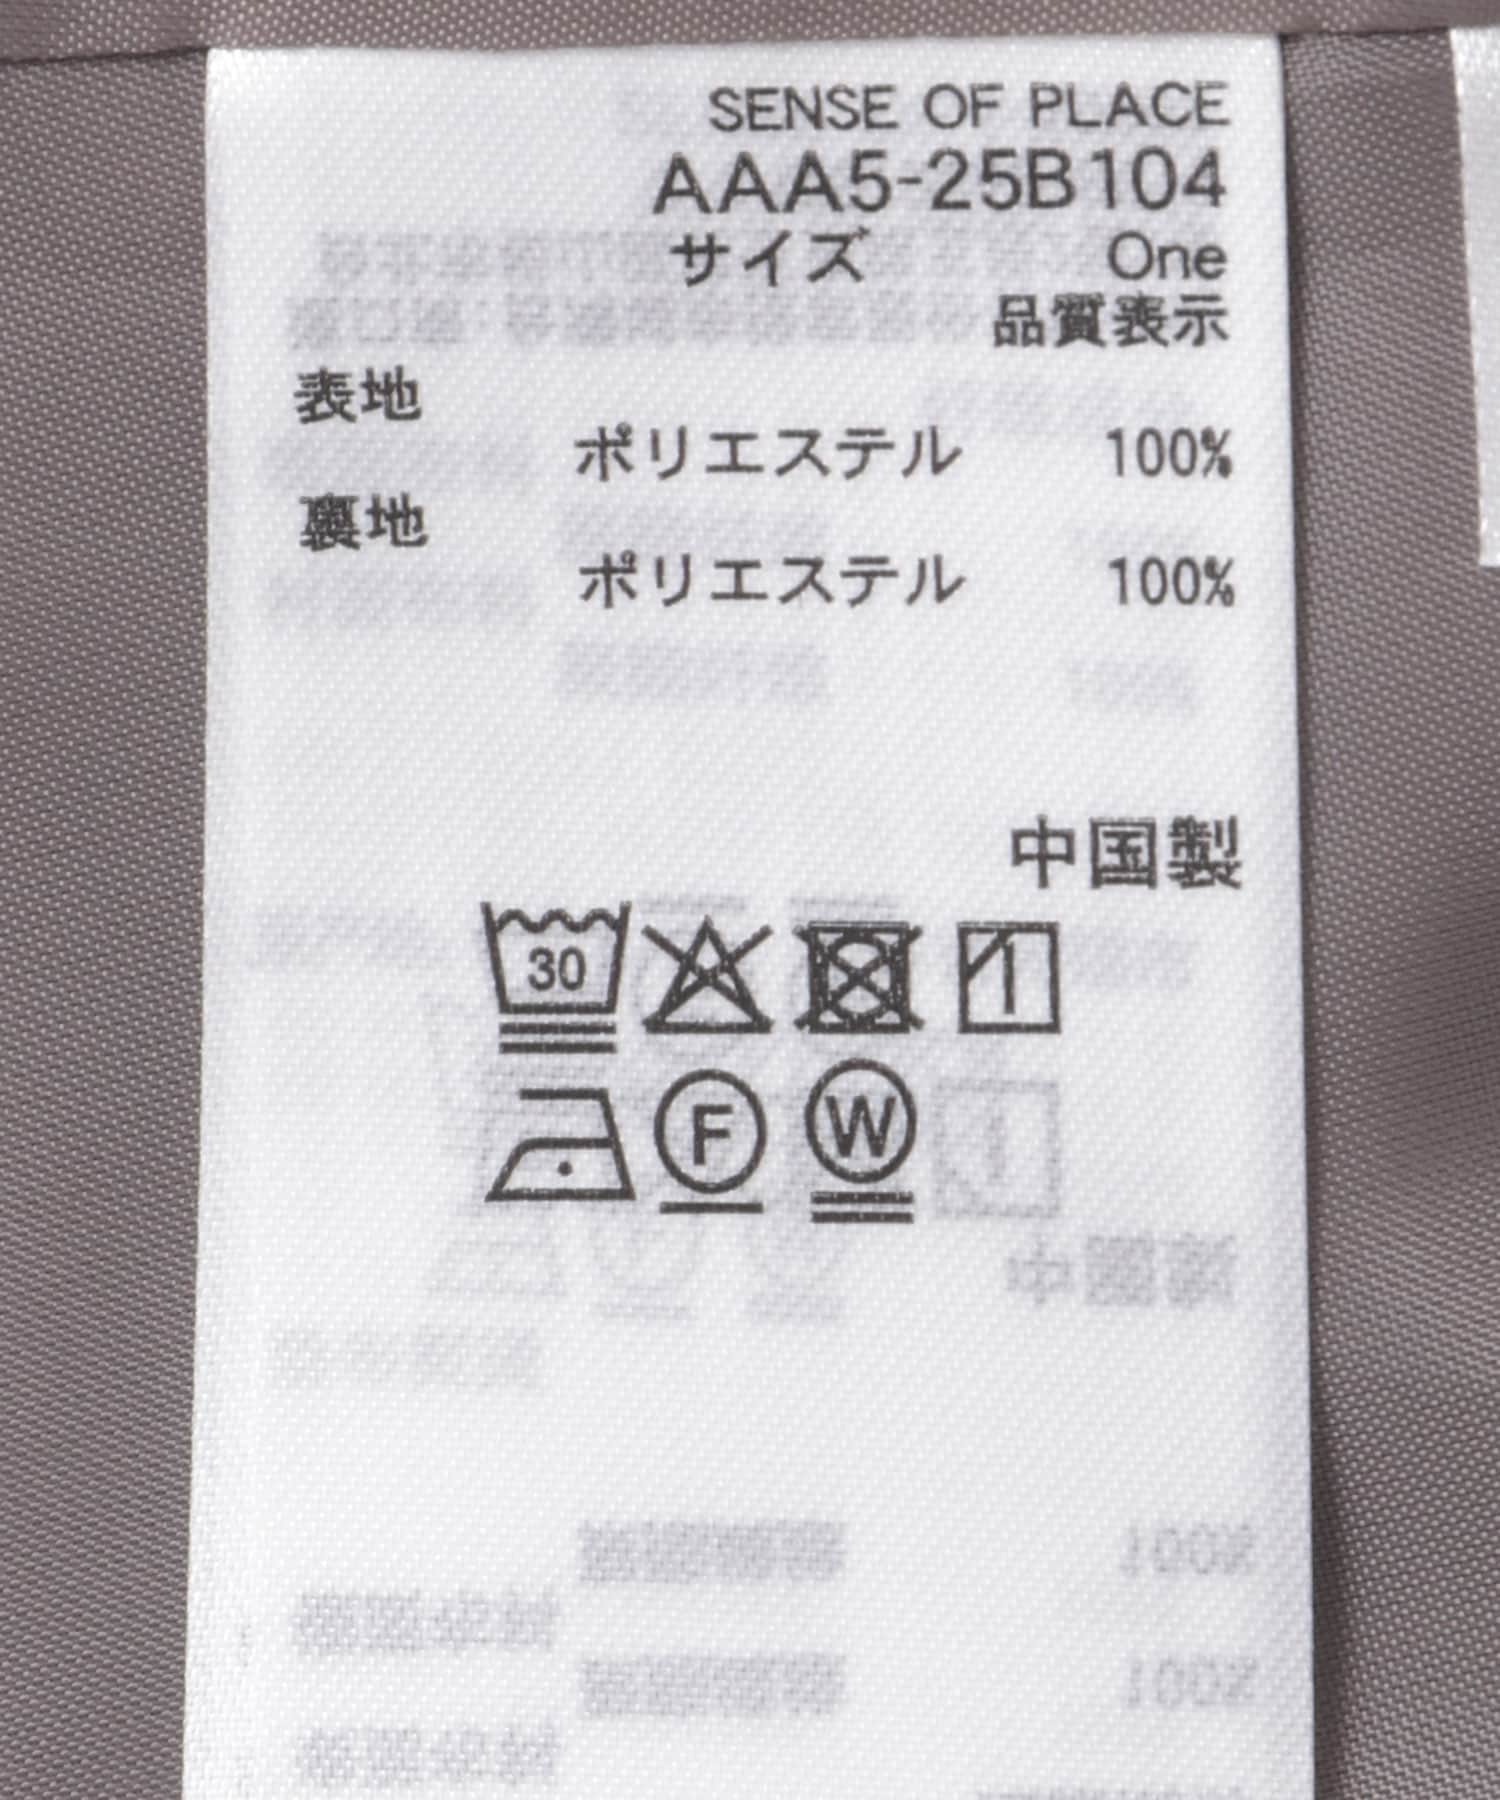 SENSE OF PLACE
AAA5-25B104
サイズ One
品質表示
表地
ポリエステル 100%
裏地
ポリエステル 100%
中国製
30
F W